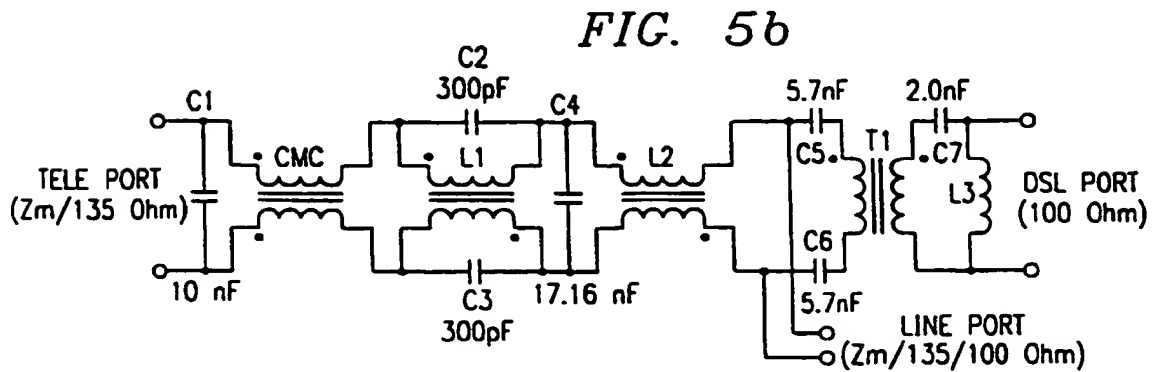 FIG. 5b
C1
C2
300pF
C4
5.7nF
2.0nF
CMC
L1
L2
C5
T1
C7
TELE PORT
(Zm/135 Ohm)
L3
DSL PORT
(100 Ohm)
C6
10 nF
C3
300pF
17.16 nF
5.7nF
LINE PORT
(Zm/135/100 Ohm)